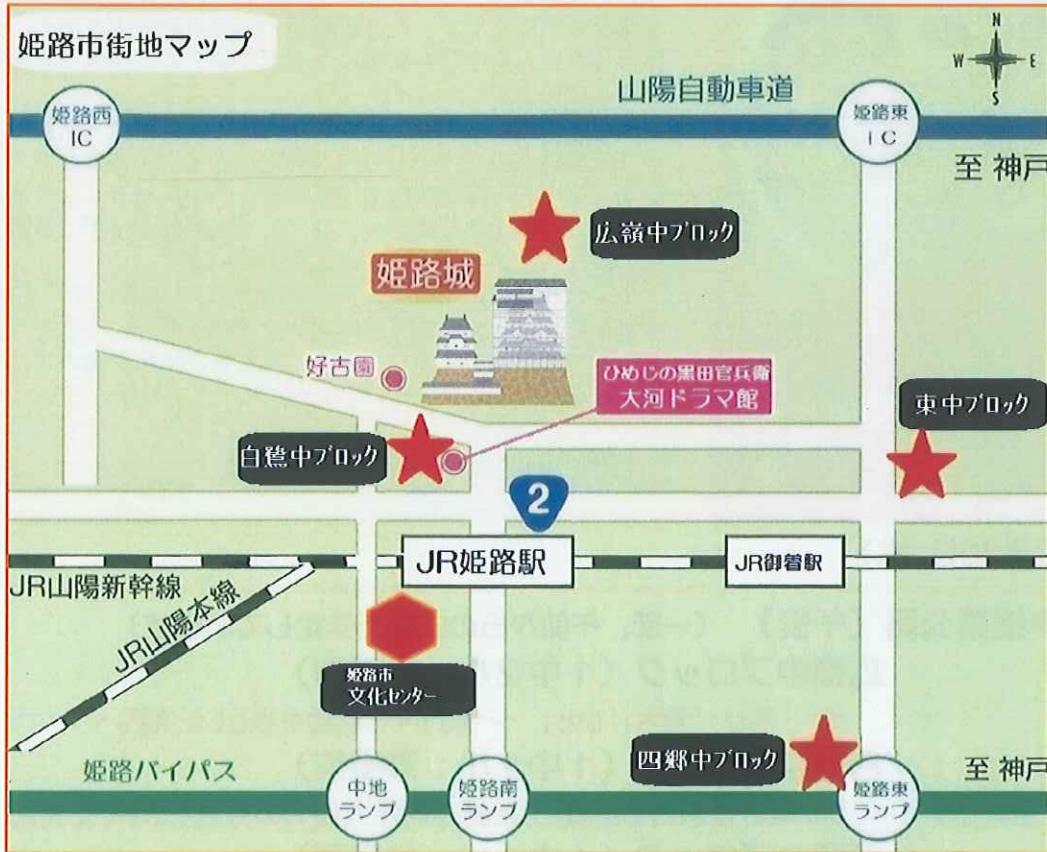 姫路市街地マップ
N
W E
S
山陽自動車道
姫路西
IC
姫路東
IC
至 神戸
広嶺中ブロック
姫路城
好古園
ひめじの黒田官兵衛
大河ドラマ館
東中ブロック
白鷺中ブロック
2
JR姫路駅
JR御着駅
JR山陽新幹線
JR山陽本線
姫路市
文化センター
四郷中ブロック
姫路バイパス
中地
ランプ
姫路南
ランプ
姫路東
ランプ
至 神戸